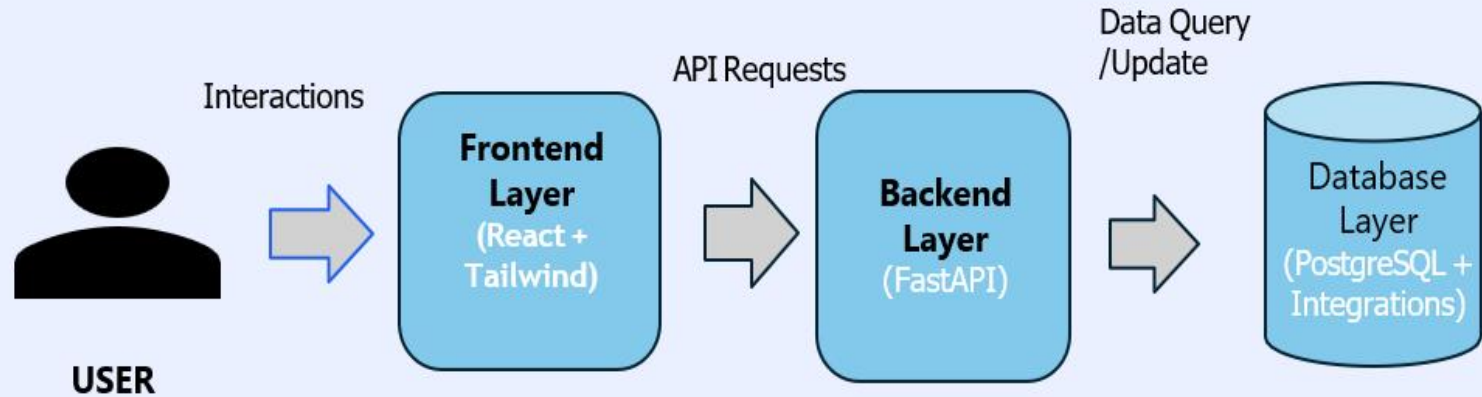 Interactions
USER
Frontend
Layer
(React +
Tailwind)
API Requests
Backend
Layer
(FastAPI)
Data Query
/Update
Database
Layer
(PostgreSQL +
Integrations)